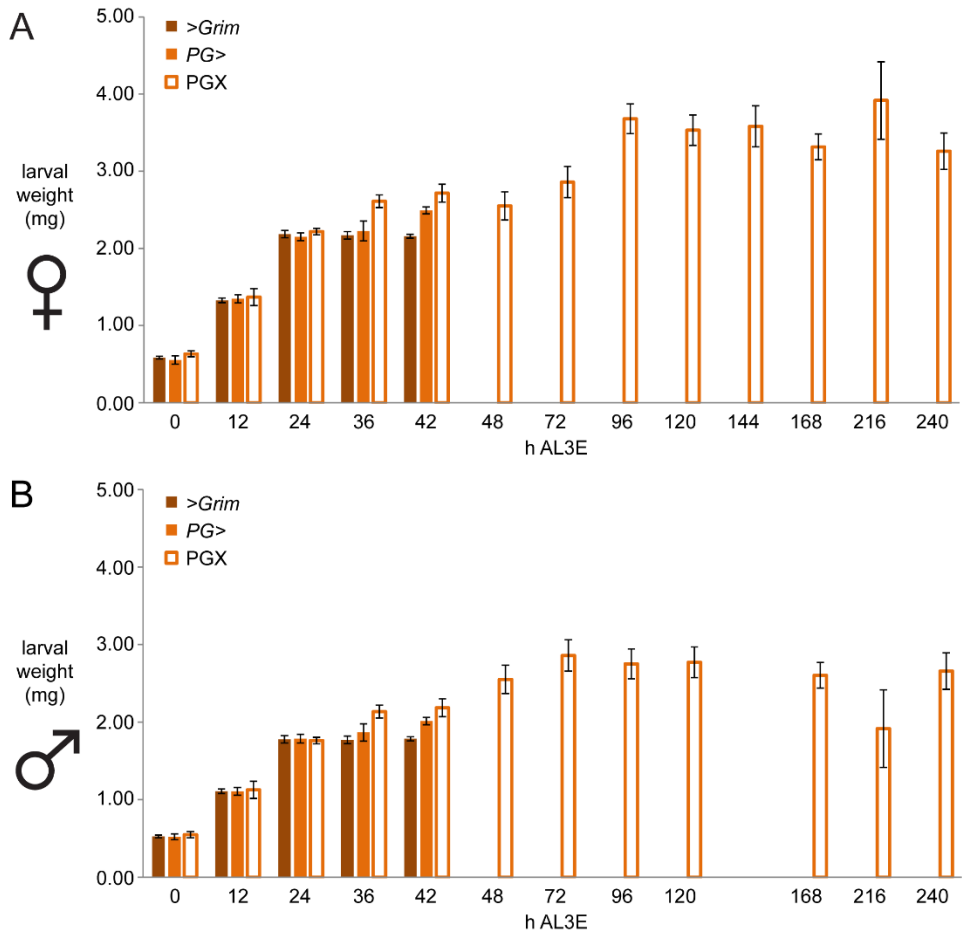 A
5.00
4.00
3.00
2.00
1.00
0.00
>Grim
PG>
PGX
larval
weight
(mg)
0 12 24 36 42 48 72 96 120 144 168 216 240
h AL3E
B
5.00
4.00
3.00
2.00
1.00
0.00
>Grim
PG>
PGX
larval
weight
(mg)
0 12 24 36 42 48 72 96 120 168 216 240
h AL3E